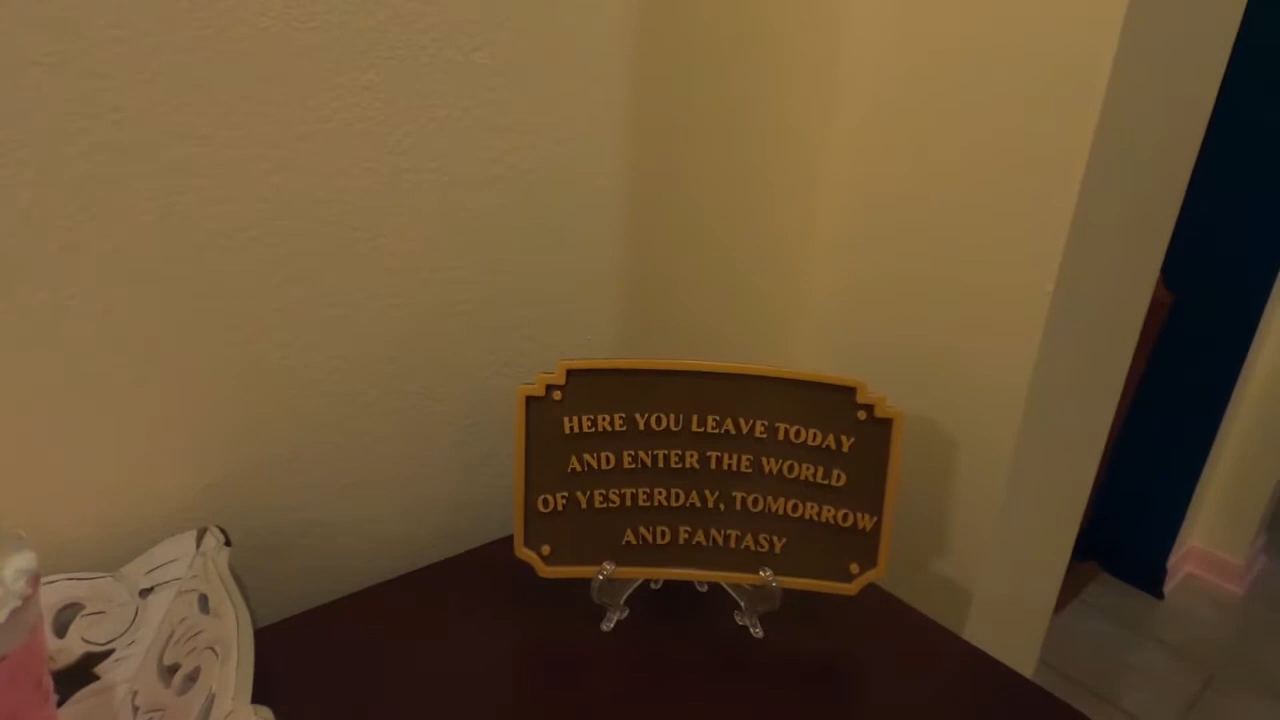 HERE YOU LEAVE TODAY
AND ENTER THE WORLD
OF YESTERDAY, TOMORROW
AND FANTASY